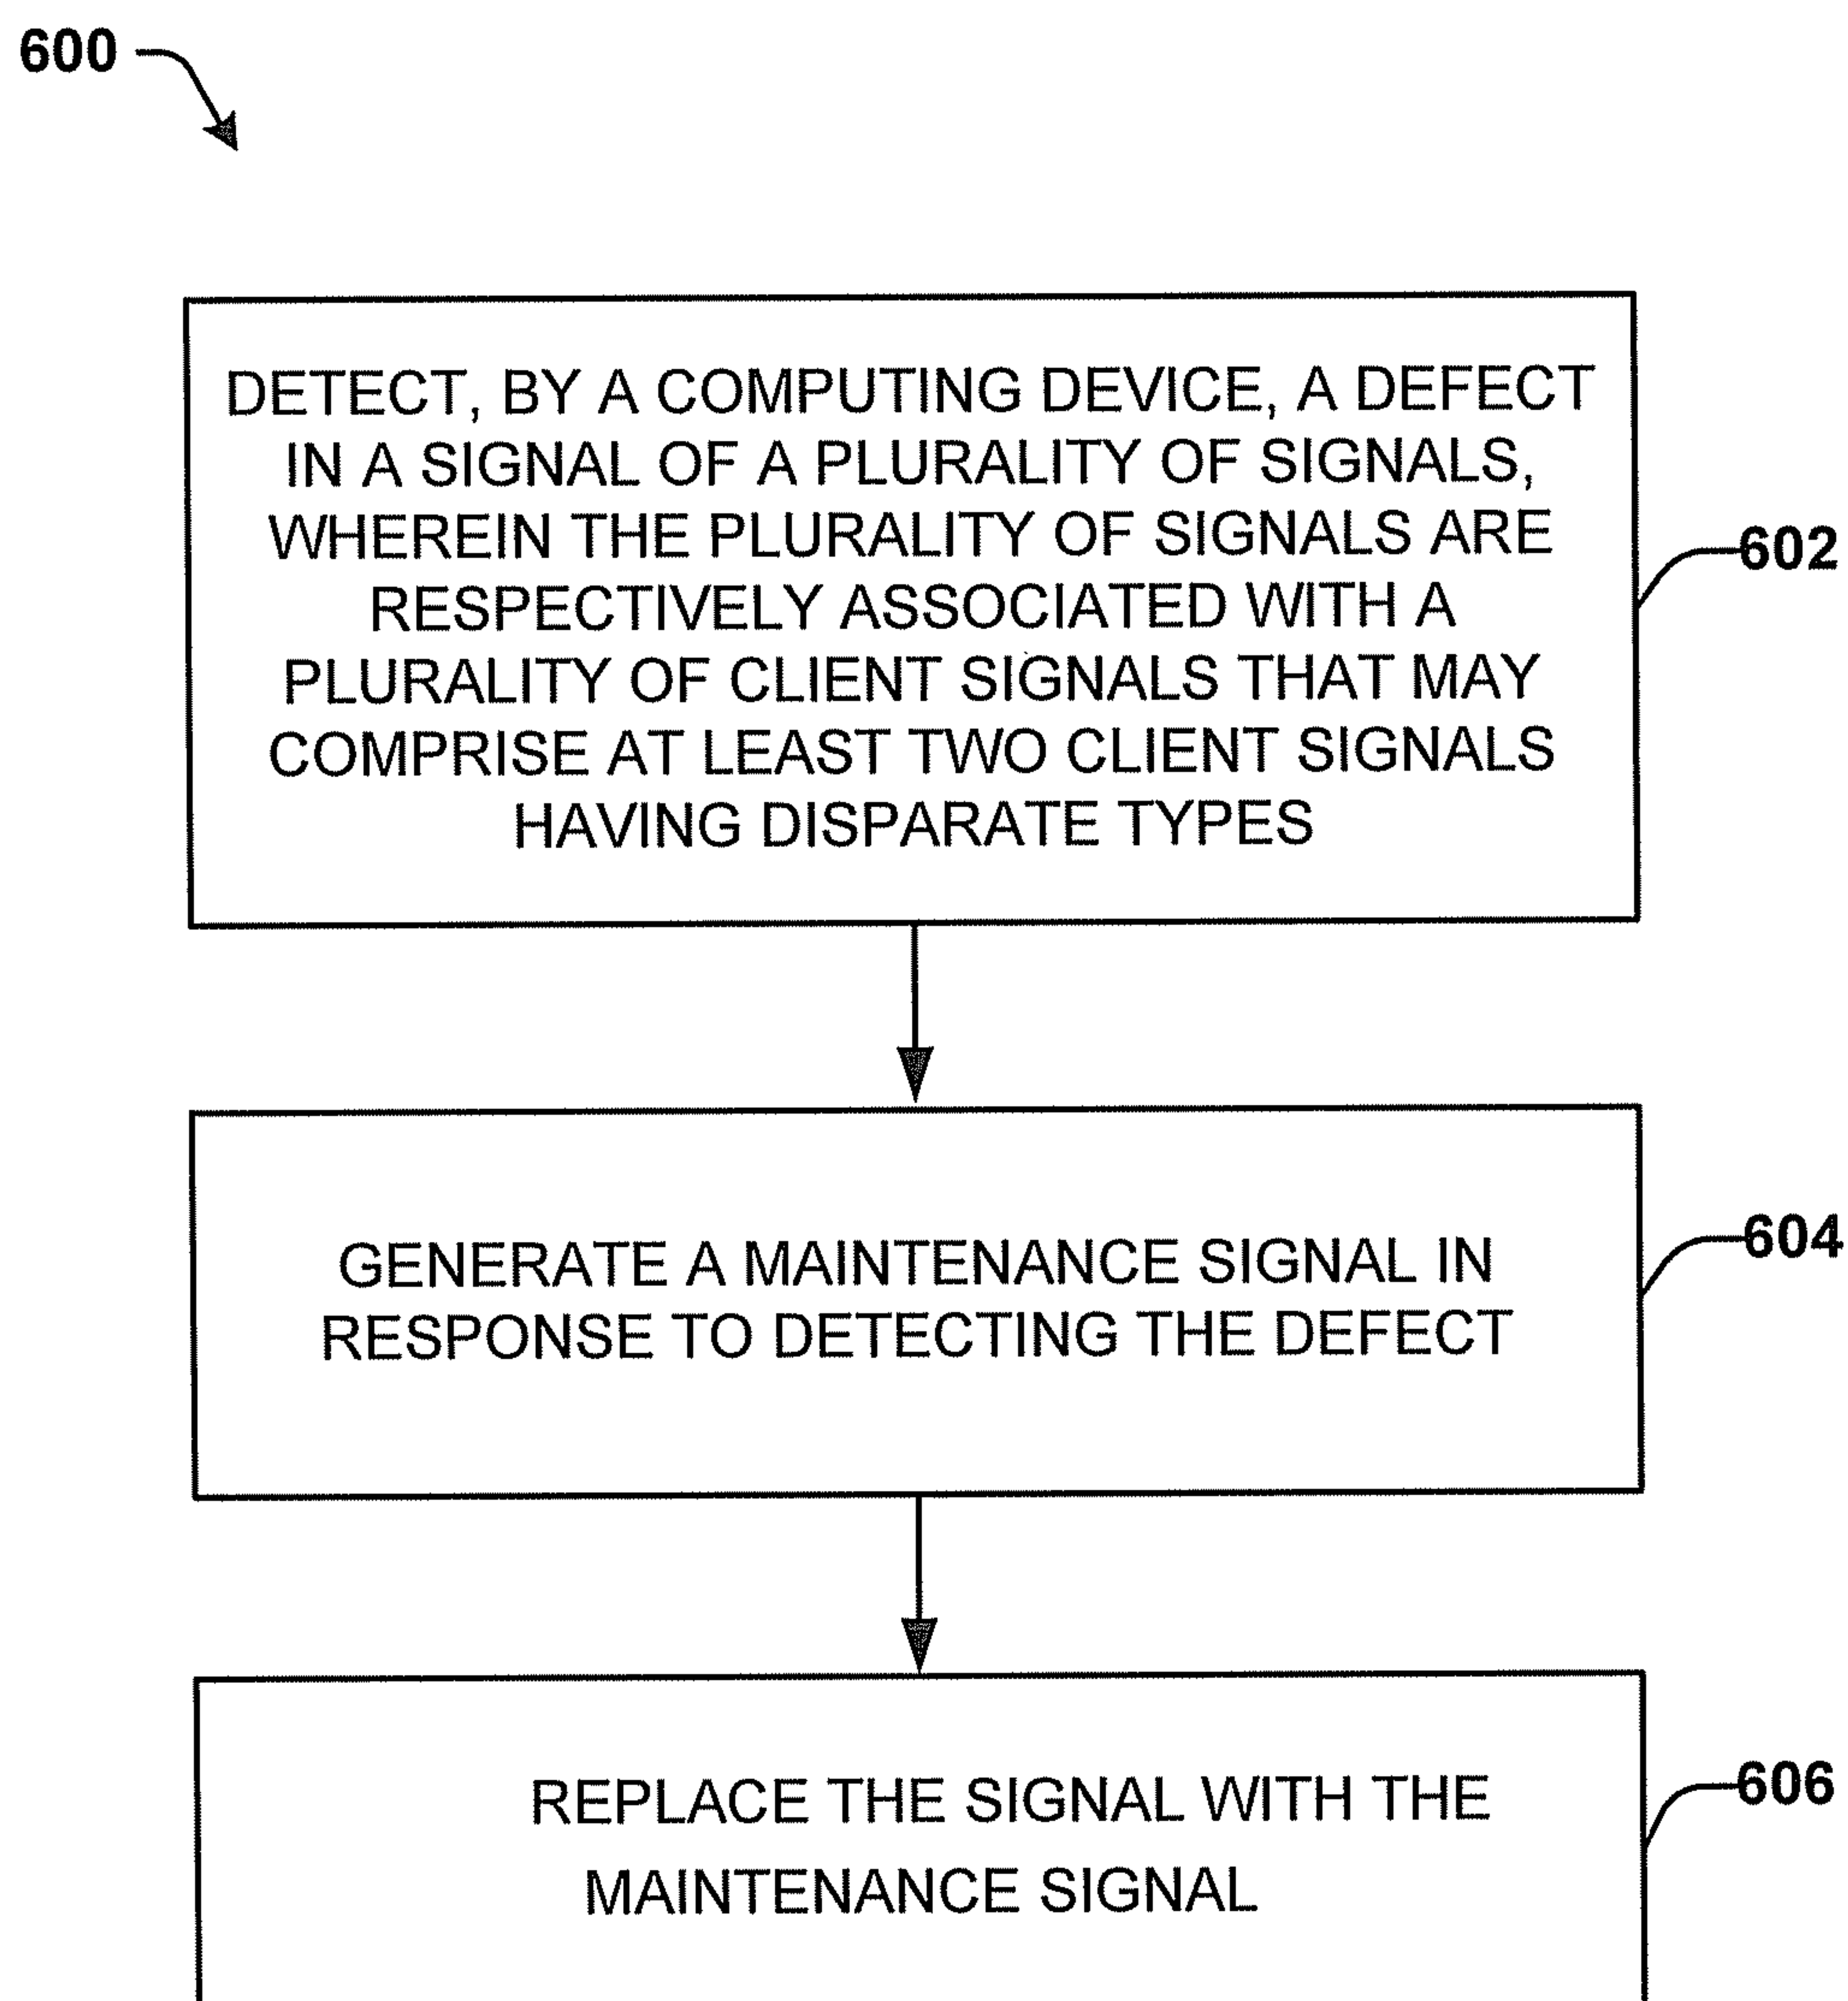 600
DETECT, BY A COMPUTING DEVICE, A DEFECT
IN A SIGNAL OF A PLURALITY OF SIGNALS,
WHEREIN THE PLURALITY OF SIGNALS ARE
RESPECTIVELY ASSOCIATED WITH A
PLURALITY OF CLIENT SIGNALS THAT MAY
COMPRISE AT LEAST TWO CLIENT SIGNALS
HAVING DISPARATE TYPES
602
GENERATE A MAINTENANCE SIGNAL IN
RESPONSE TO DETECTING THE DEFECT
604
REPLACE THE SIGNAL WITH THE
MAINTENANCE SIGNAL
606